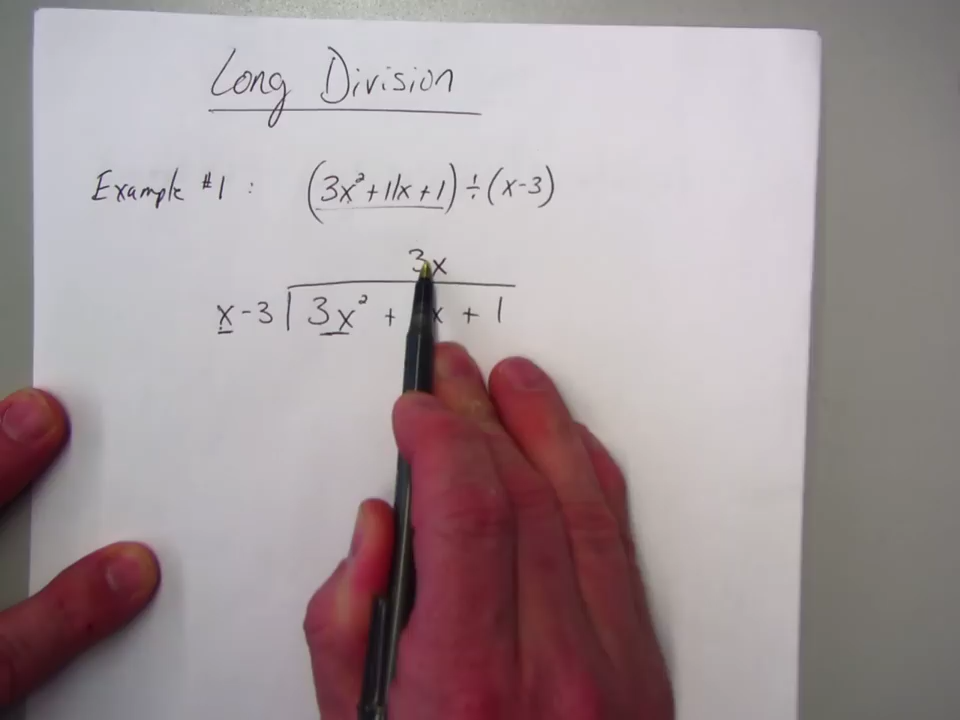 Long Division
Example #1 : (3x²+11x+1)÷(x-3)
3x
x-3 3x² + x + 1